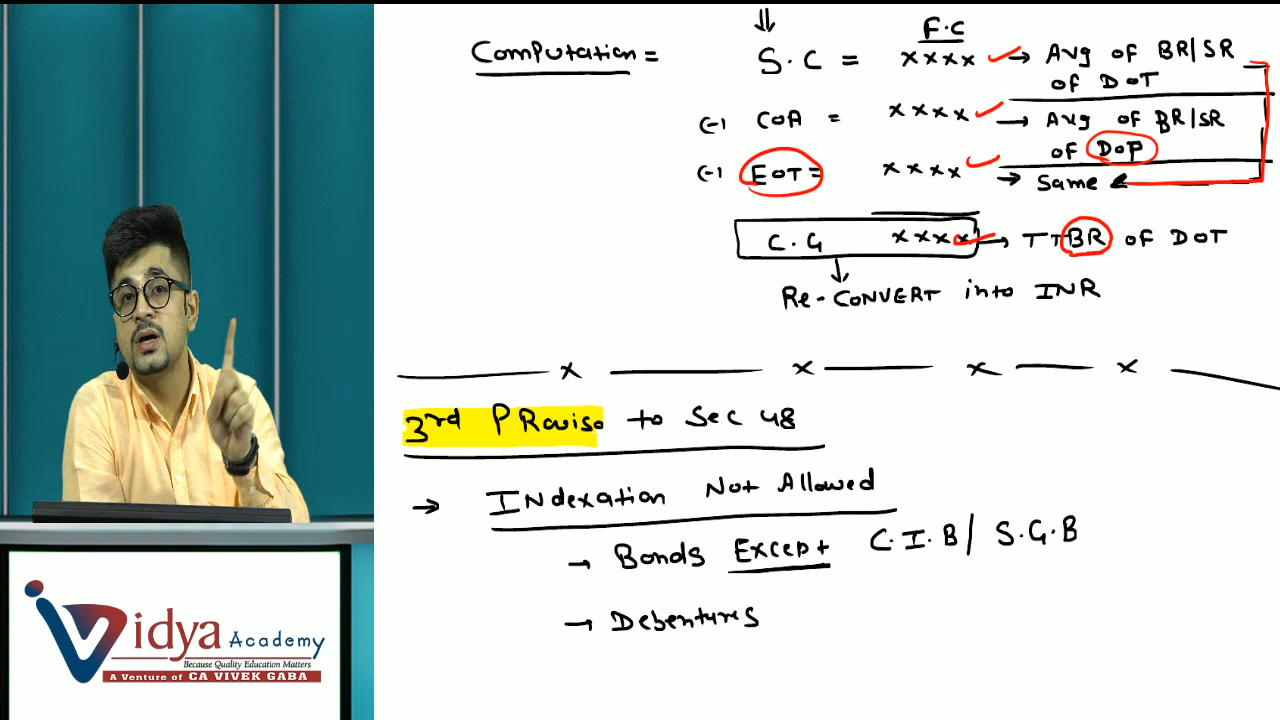 F.C
Computation = S.C = xxxx → Avg of BR/SR
of DOT
(-) COA = xxxx → Avg of BR/SR
of DOP
(-) EOT = xxxx → Same
C.G xxxx → TTBR of DOT
Re-CONVERT into INR
x x x x
3rd PRoviso to Sec 48
→ INdexation Not Allowed
→ Bonds Except C.I.B/ S.G.B
→ Debentures
Vidya Academy
Because Quality Education Matters
A Venture of CA VIVEK GABA